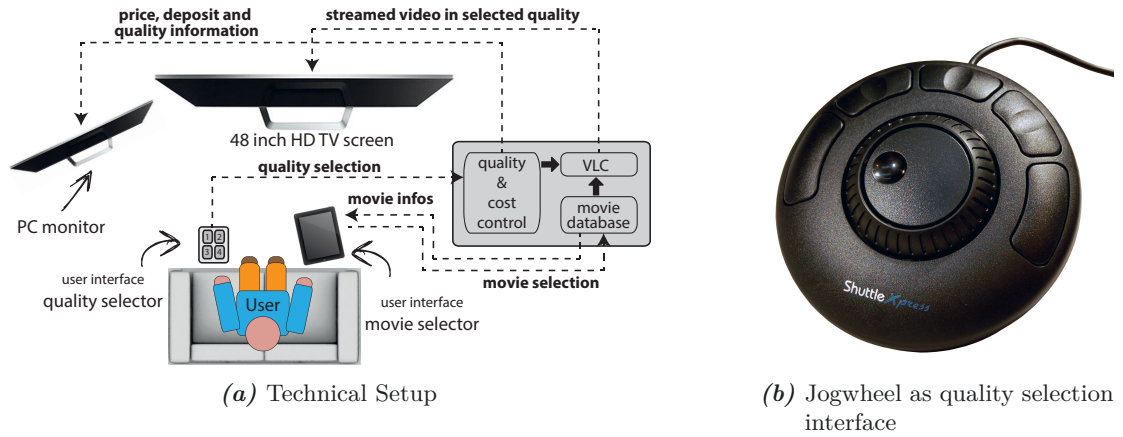 price, deposit and
quality information
streamed video in selected quality
48 inch HD TV screen
quality selection
quality
&
cost
control
VLC
movie
database
movie infos
movie selection
PC monitor
1 2
3 4
user interface
quality selector
User
user interface
movie selector
ShuttleXpress
(a) Technical Setup
(b) Jogwheel as quality selection
interface